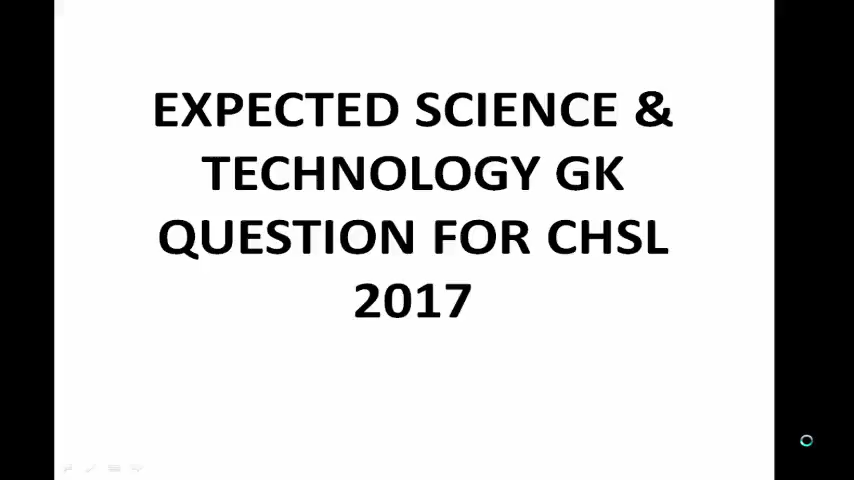 EXPECTED SCIENCE &
TECHNOLOGY GK
QUESTION FOR CHSL
2017